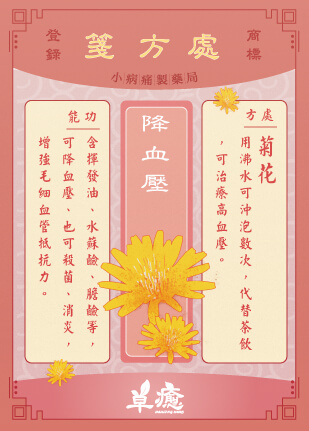 商標
處方箋
登錄
小病痛製藥局
處方
菊花
用沸水可沖泡數次，代替茶飲
，可治療高血壓。
降血壓
功能
含揮發油、水蘇鹼、膽鹼等，
可降血壓、也可殺菌、消炎，
增強毛細血管抵抗力。
草癒